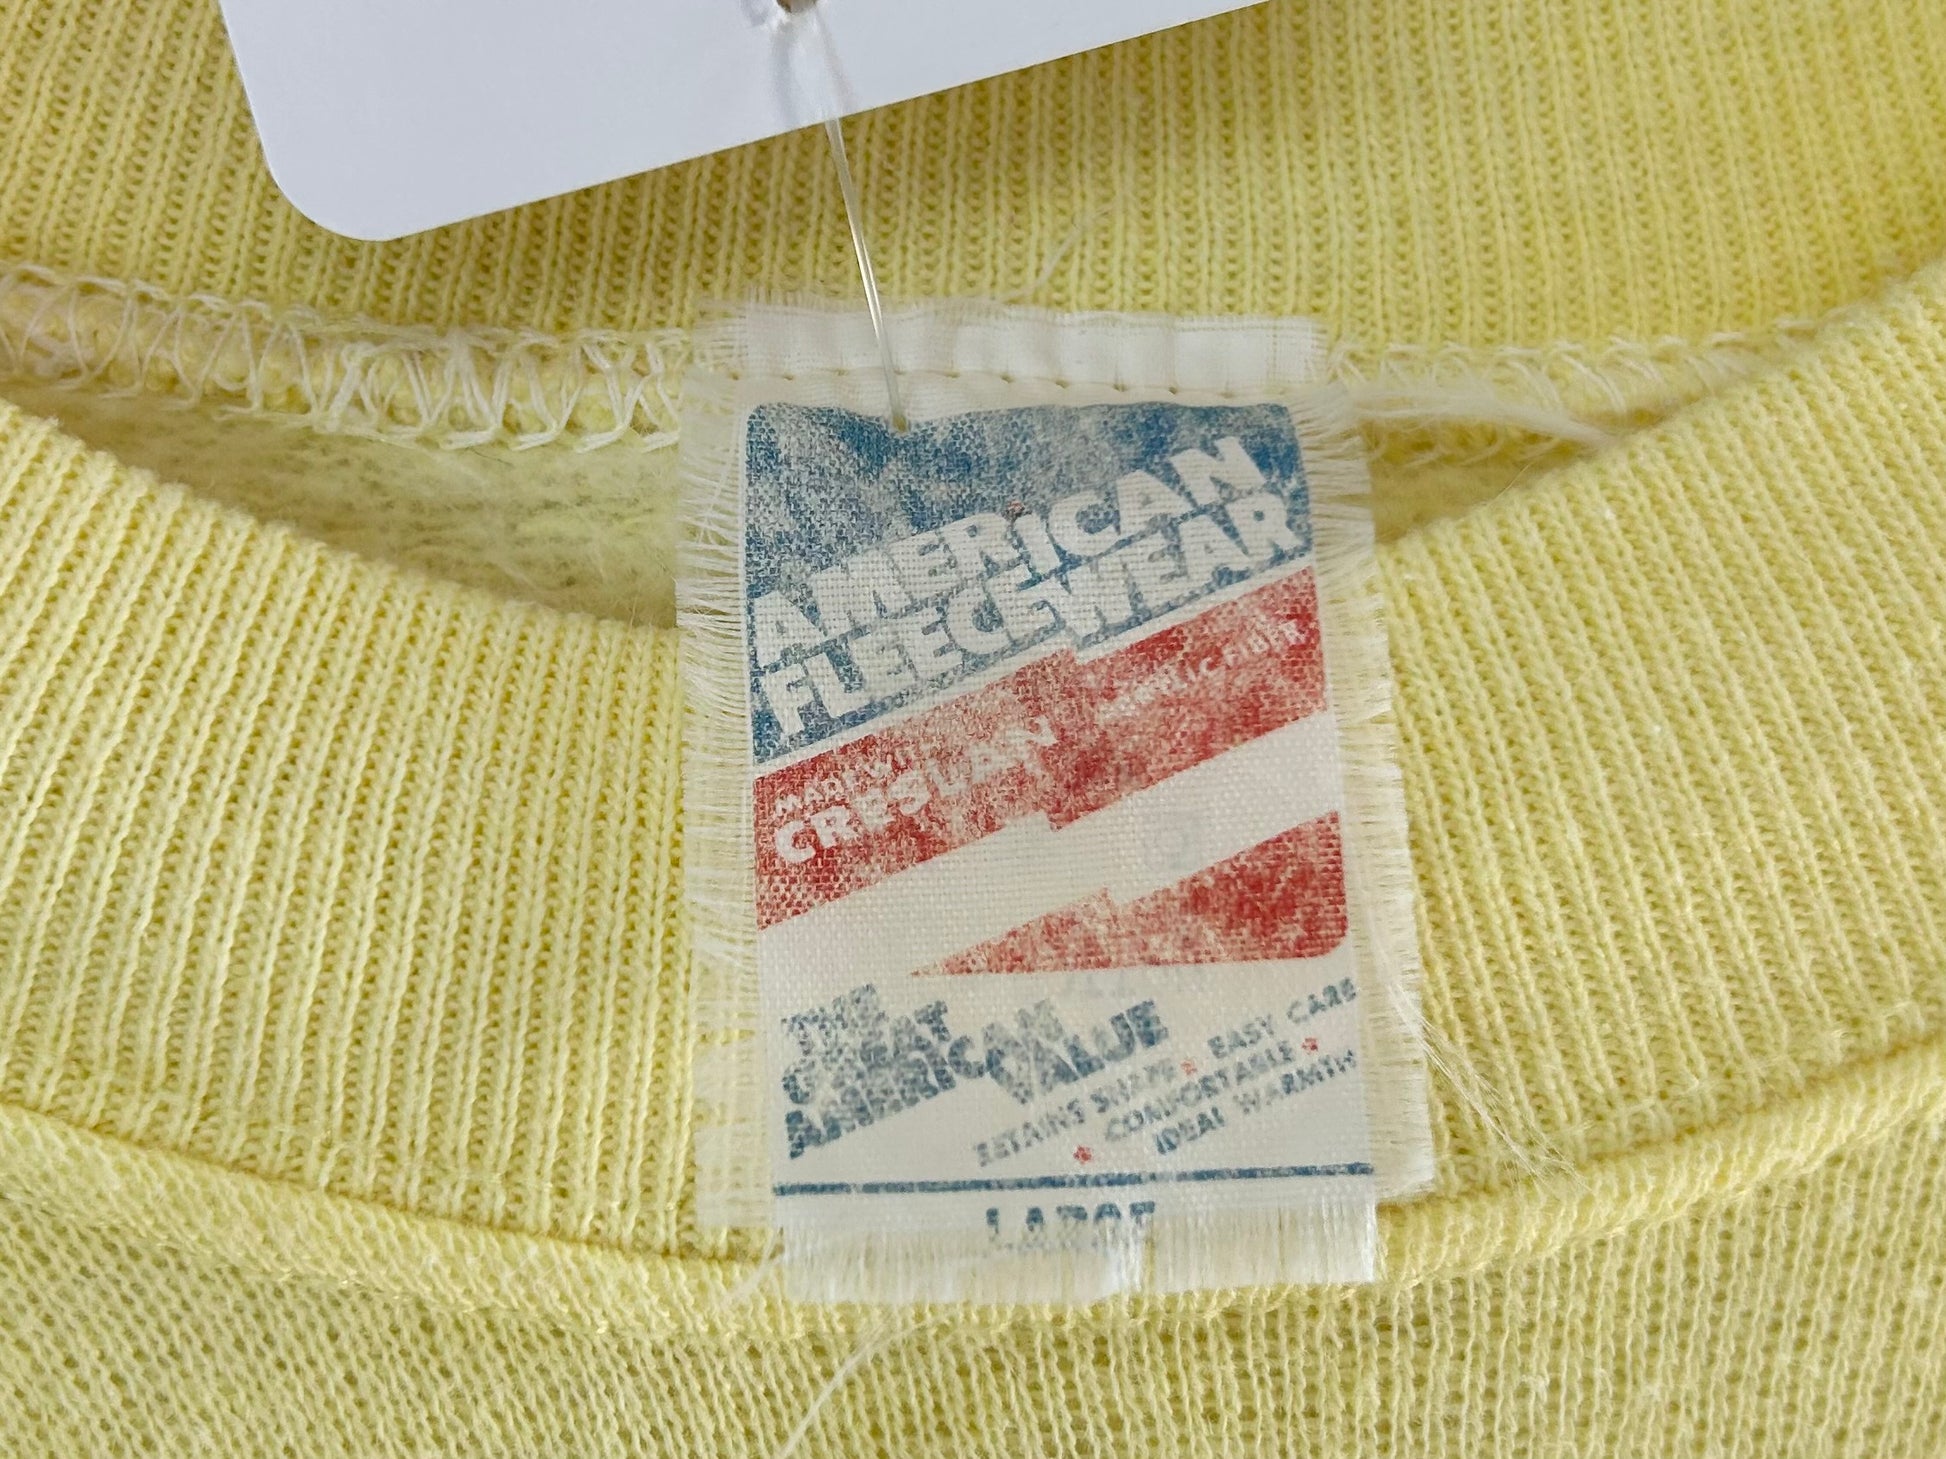 AMERICAN
FLEECEWEAR
CRESLAN
THE
GREAT
AMERICAN
VALUE
EASY CARE
RETAINS SHAPE
COMFORTABLE
IDEAL WARMTH
LARGE